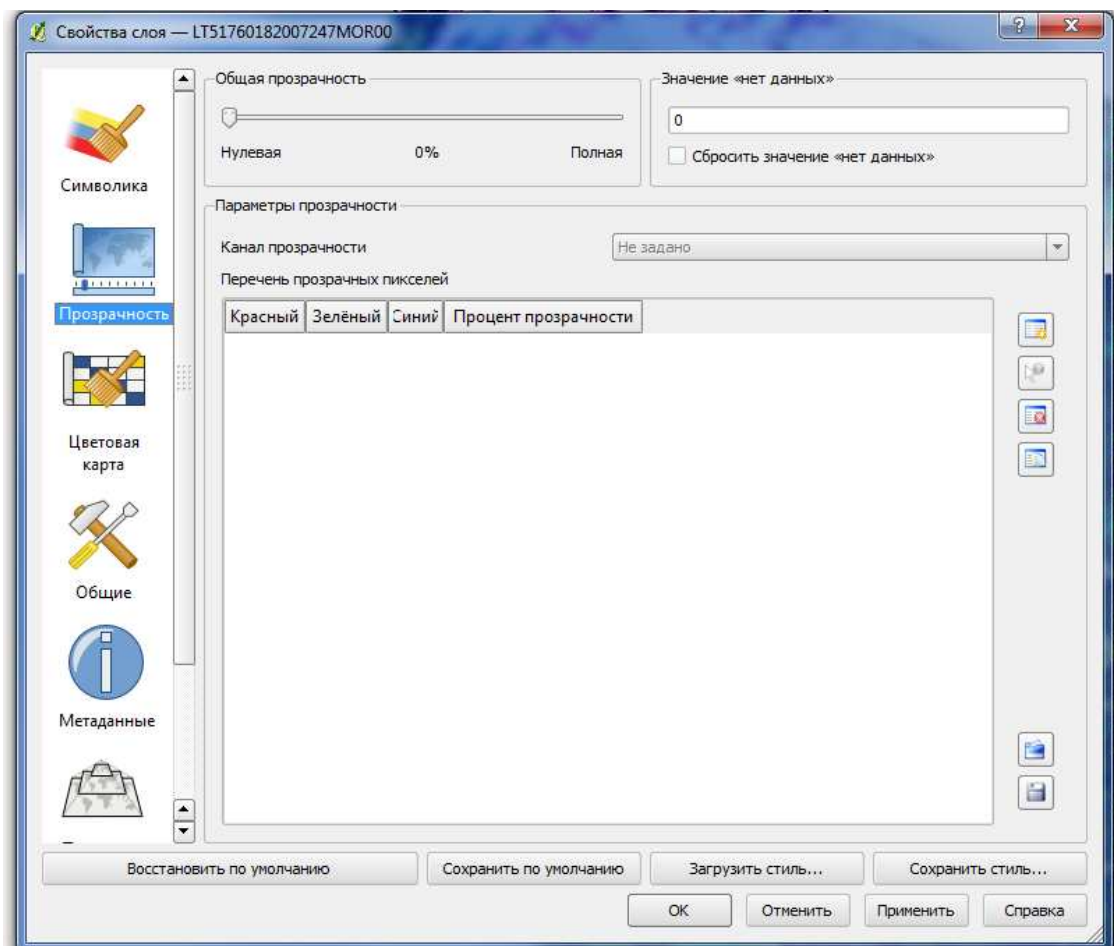 Свойства слоя — LT51760182007247MOR00
Символика
Прозрачность
Цветовая
карта
Общие
Метаданные
Общая прозрачность
Нулевая 0% Полная
Значение «нет данных»
0
Сбросить значение «нет данных»
Параметры прозрачности
Канал прозрачности Не задано
Перечень прозрачных пикселей
Красный Зелёный Синий Процент прозрачности
Восстановить по умолчанию Сохранить по умолчанию Загрузить стиль... Сохранить стиль...
OK Отменить Применить Справка